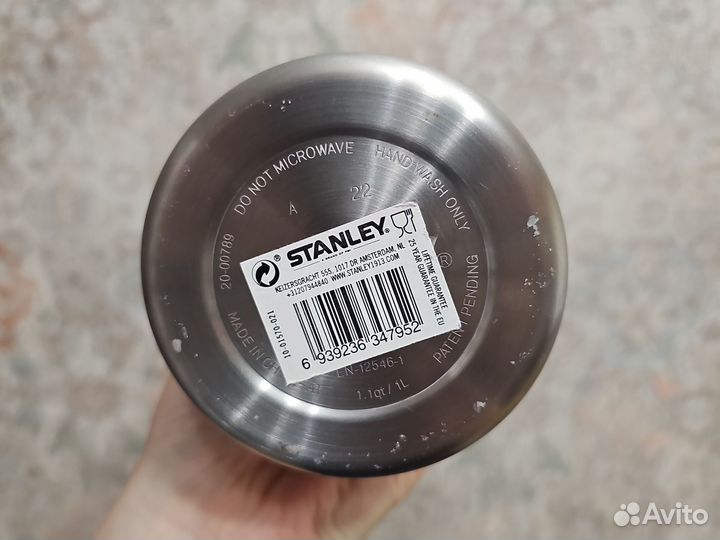 DO NOT MICROWAVE
HAND WASH ONLY
A
22
20-00789
STANLEY
KEIZERSGRACHT 555, 1017 DR AMSTERDAM, NL
+31207944840 WWW.STANLEY1913.COM
LIFETIME GUARANTEE
25 YEAR GUARANTEE IN THE EU
10-01570-021
6 939236 347952
®
PATENT PENDING
MADE IN CH
EN-12546-1
1.1qt / 1L
Avito